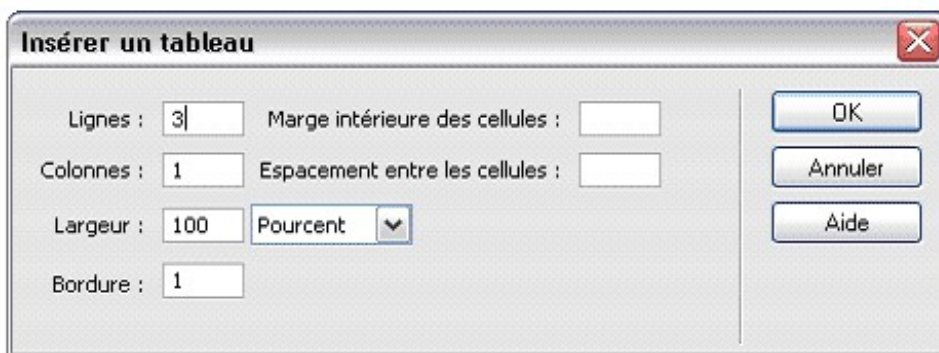 Insérer un tableau
Lignes : 3 Marge intérieure des cellules :
OK
Colonnes : 1 Espacement entre les cellules :
Annuler
Largeur : 100 Pourcent
Aide
Bordure : 1